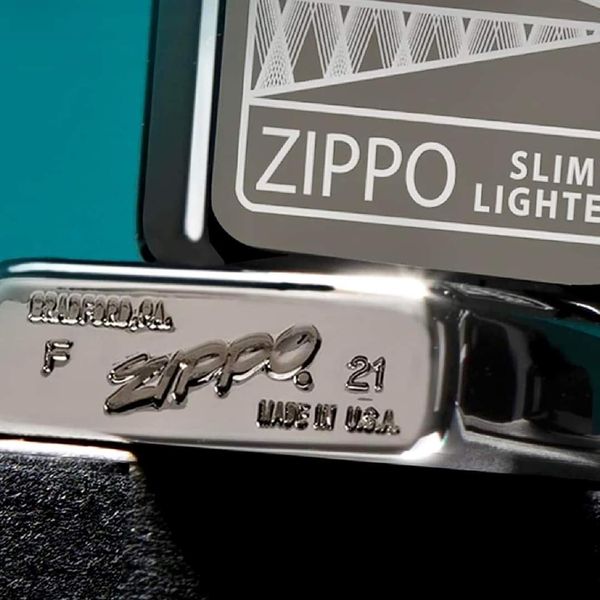 ZIPPO
SLIM
LIGHTE
BRADFORD, PA.
F ZIPPO 21
MADE IN U.S.A.